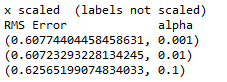 x scaled  (labels not scaled)
RMS Error          alpha
(0.60774404458458631, 0.001)
(0.60723293228134245, 0.01)
(0.62565199074834033, 0.1)